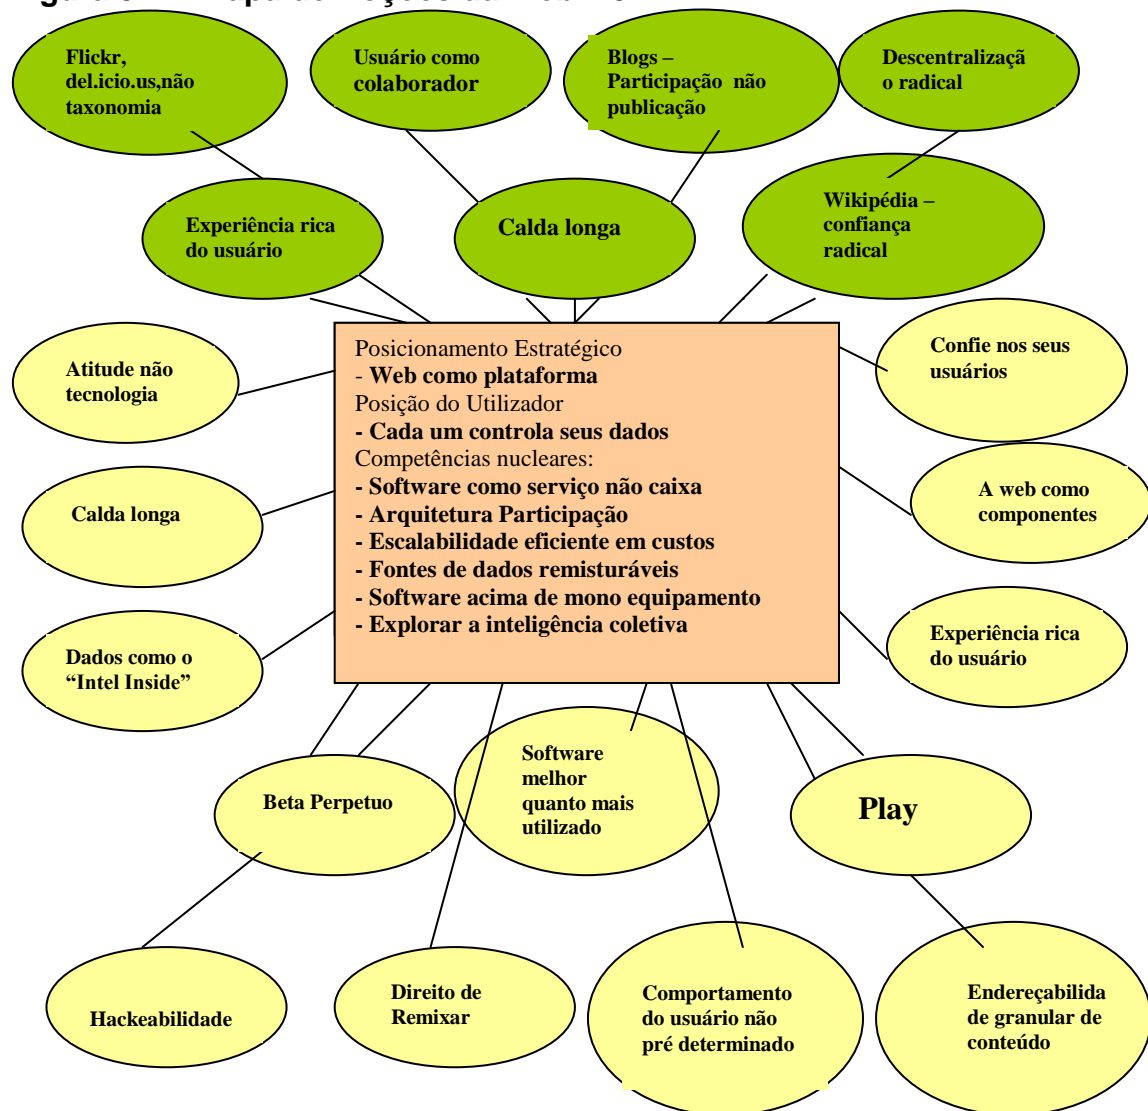 Flickr,
del.icio.us,não
taxonomia
Usuário como
colaborador
Blogs –
Participação não
publicação
Descentralizaçã
o radical
Experiência rica
do usuário
Calda longa
Wikipédia –
confiança
radical
Atitude não
tecnologia
Calda longa
Dados como o
“Intel Inside”
Posicionamento Estratégico
- Web como plataforma
Posição do Utilizador
- Cada um controla seus dados
Competências nucleares:
- Software como serviço não caixa
- Arquitetura Participação
- Escalabilidade eficiente em custos
- Fontes de dados remisturáveis
- Software acima de mono equipamento
- Explorar a inteligência coletiva
Confie nos seus
usuários
A web como
componentes
Experiência rica
do usuário
Beta Perpetuo
Software
melhor
quanto mais
utilizado
Play
Hackeabilidade
Direito de
Remixar
Comportamento
do usuário não
pré determinado
Endereçabilida
de granular de
conteúdo